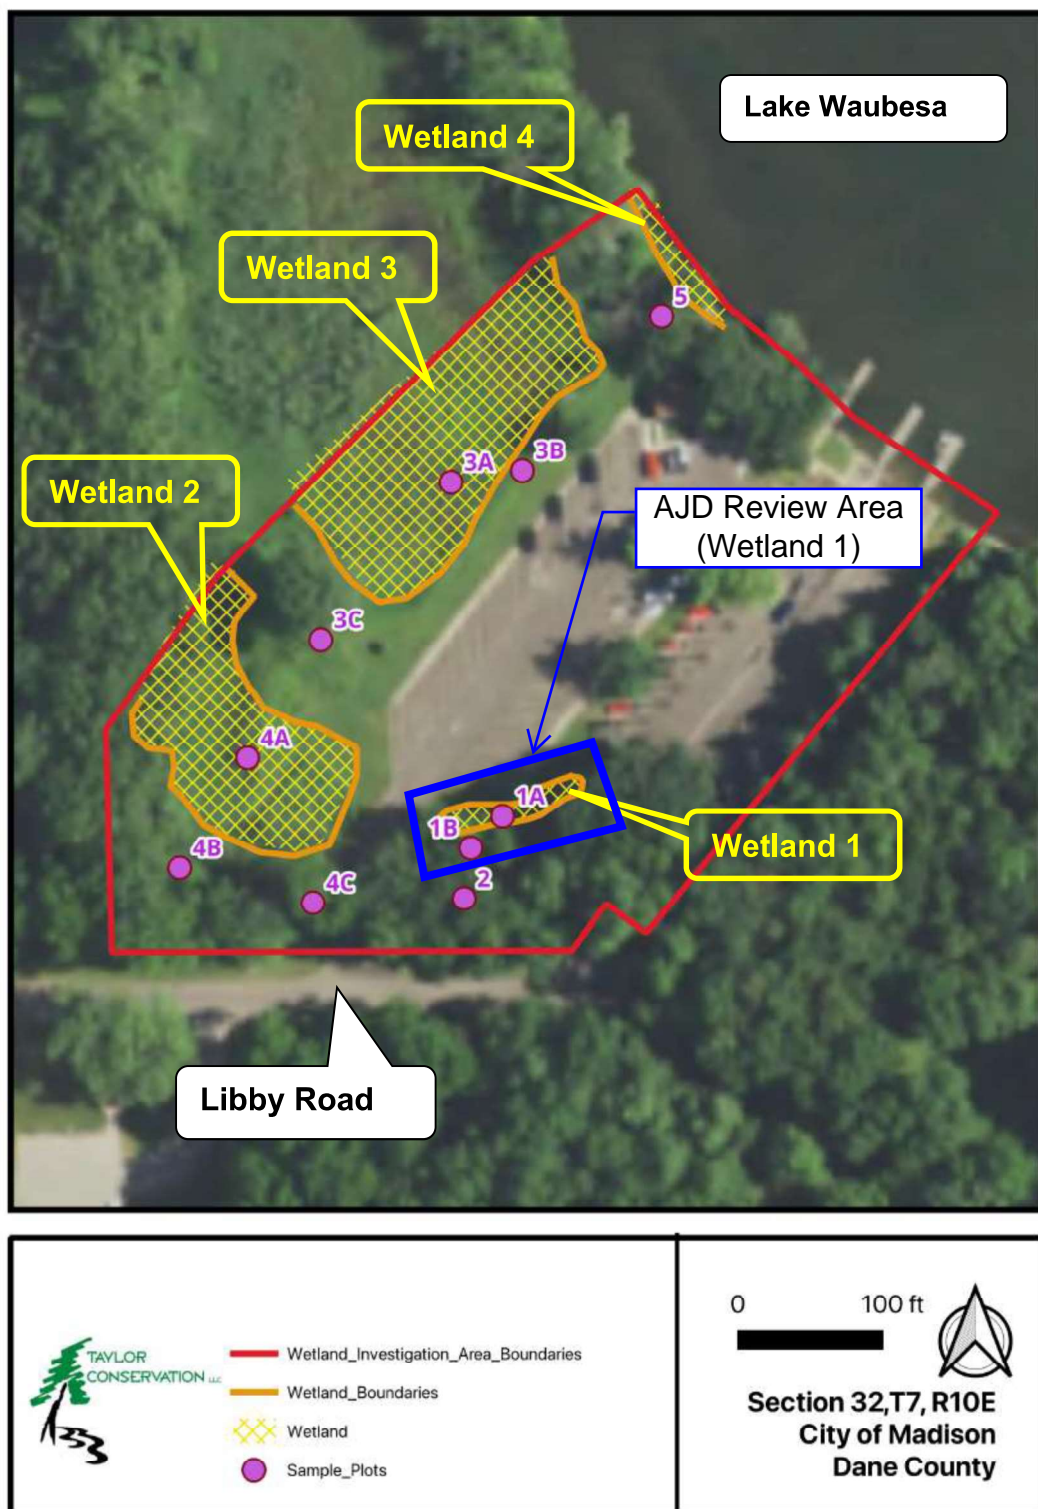 Lake Waubesa
Wetland 4
Wetland 3
5
3A
3B
Wetland 2
AJD Review Area
(Wetland 1)
3C
4A
1A
1B
Wetland 1
4B
4C
2
Libby Road
TAYLOR
CONSERVATION LLC
Wetland_Investigation_Area_Boundaries
Wetland_Boundaries
Wetland
Sample_Plots
0 100 ft
Section 32,T7, R10E
City of Madison
Dane County